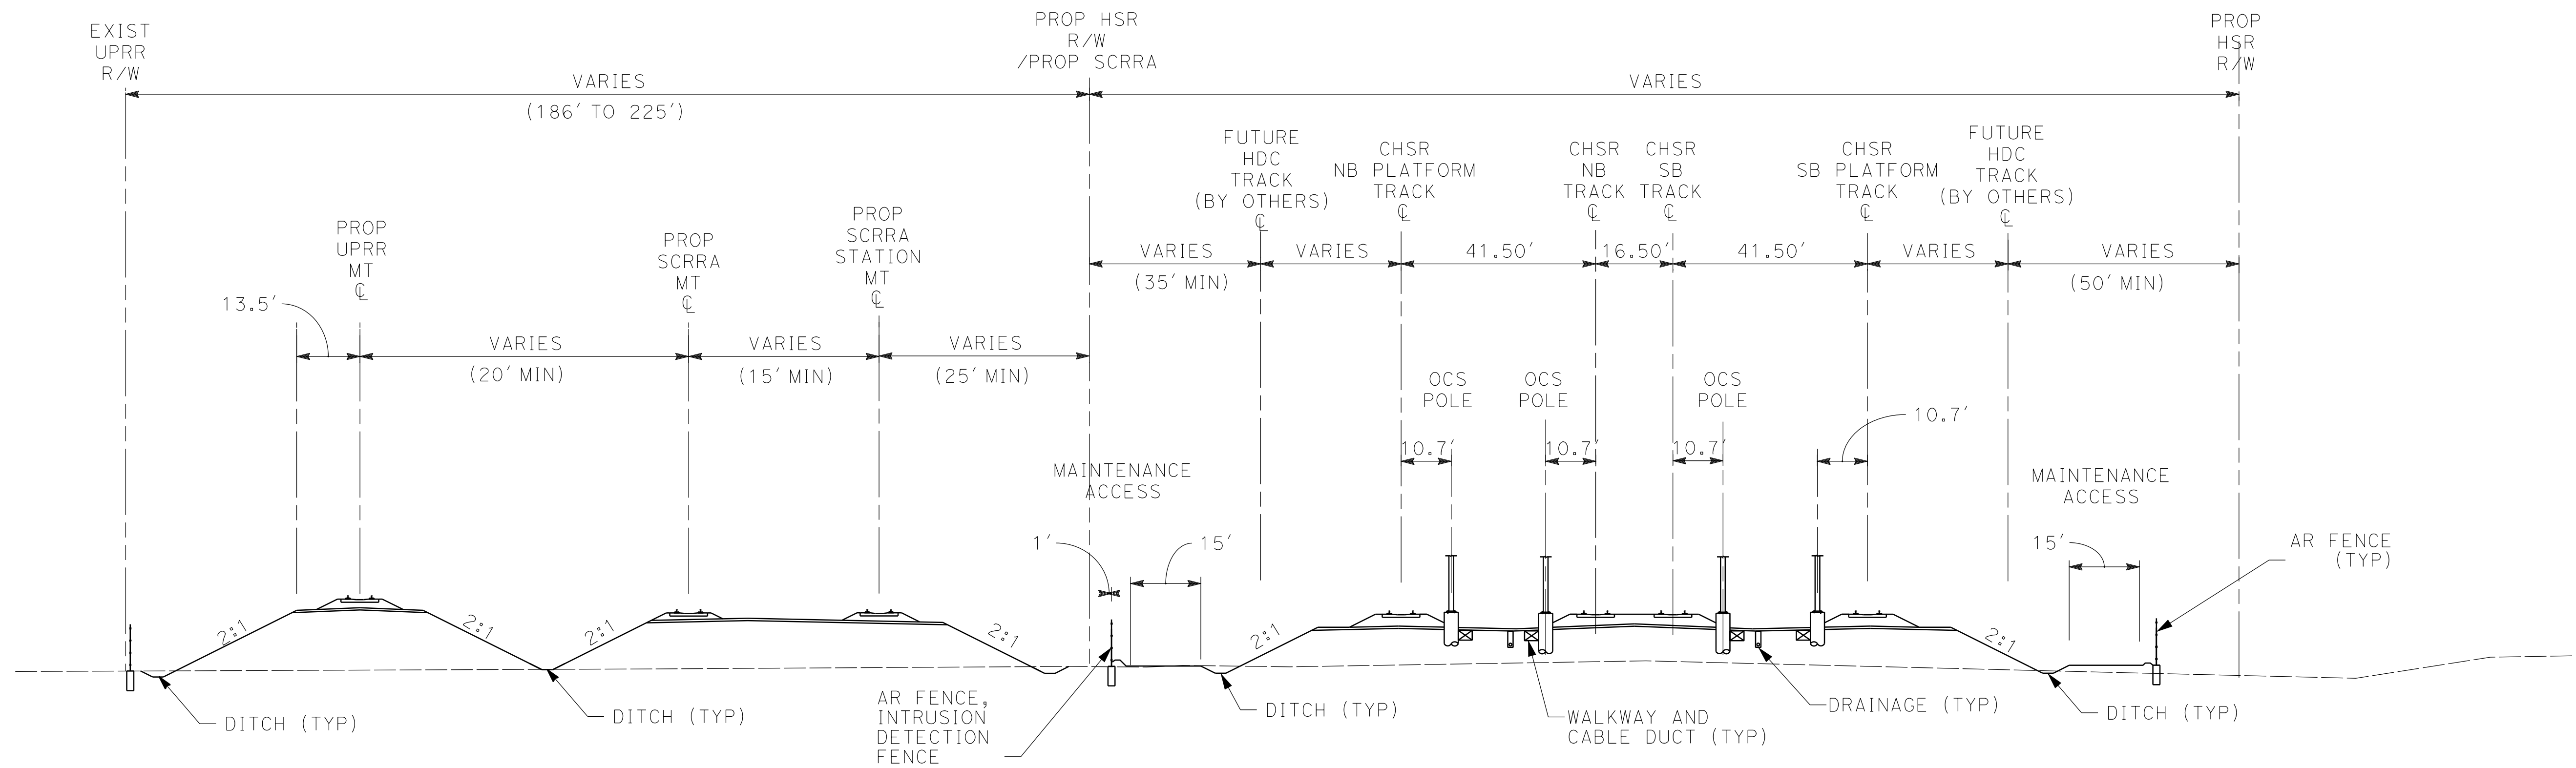 EXIST
UPRR
R/W
PROP HSR
R/W
/PROP SCRRA
PROP
HSR
R/W
VARIES
(186' TO 225')
VARIES
FUTURE
HDC
TRACK
(BY OTHERS)
℄
CHSR
NB PLATFORM
TRACK
℄
CHSR
NB
TRACK
℄
CHSR
SB
TRACK
℄
CHSR
SB PLATFORM
TRACK
℄
FUTURE
HDC
TRACK
(BY OTHERS)
℄
PROP
UPRR
MT
℄
PROP
SCRRA
MT
℄
PROP
SCRRA
STATION
MT
℄
VARIES
(35' MIN)
VARIES
41.50'
16.50'
41.50'
VARIES
VARIES
(50' MIN)
13.5'
VARIES
(20' MIN)
VARIES
(15' MIN)
VARIES
(25' MIN)
OCS
POLE
OCS
POLE
OCS
POLE
10.7'
10.7'
10.7'
10.7'
MAINTENANCE
ACCESS
MAINTENANCE
ACCESS
1'
15'
15'
AR FENCE
(TYP)
2:1
2:1
2:1
2:1
2:1
2:1
DITCH (TYP)
DITCH (TYP)
AR FENCE,
INTRUSION
DETECTION
FENCE
DITCH (TYP)
WALKWAY AND
CABLE DUCT (TYP)
DRAINAGE (TYP)
DITCH (TYP)